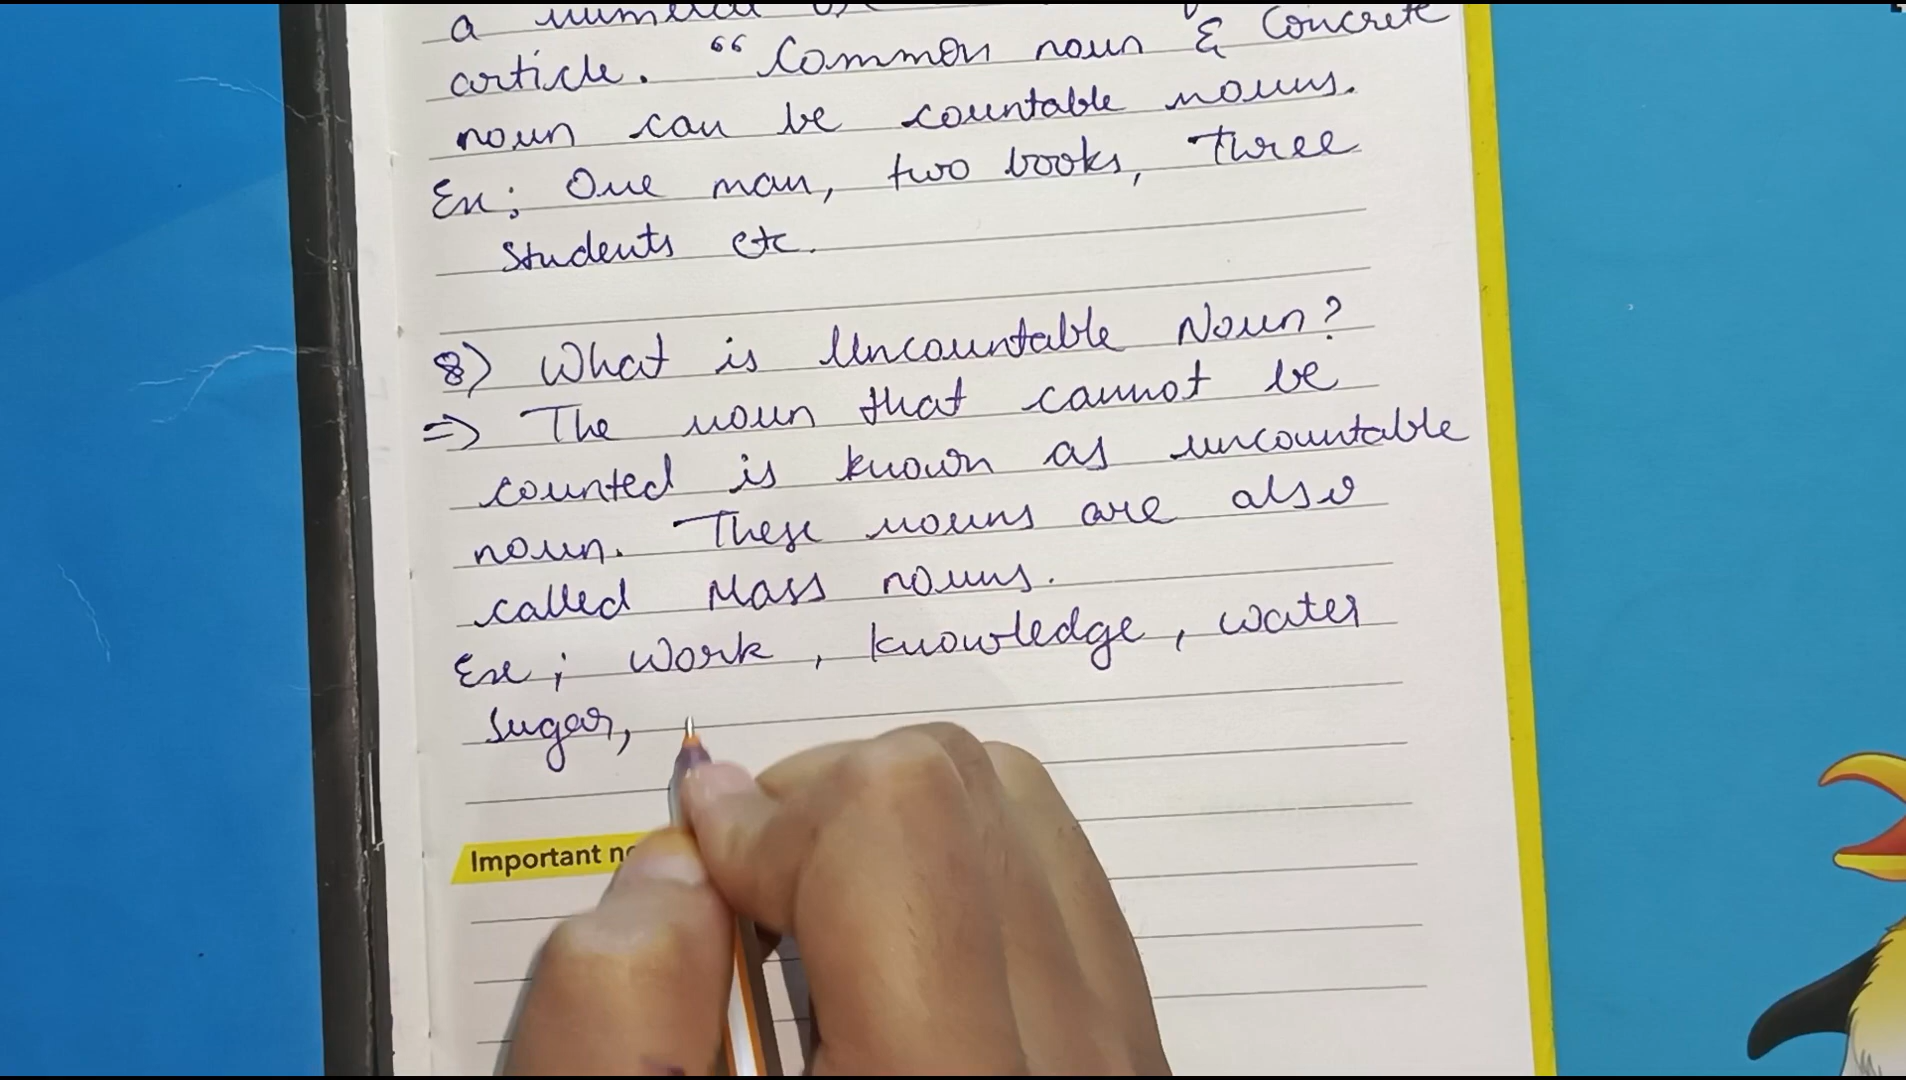 a numeral
article. “ Common noun & Concrete
noun can be countable nouns.
Ex; One man, two books, Three
students etc.
8) What is Uncountable Noun?
⇒ The noun that cannot be
counted is known as uncountable
noun. These nouns are also
called Mass nouns.
Ex; Work, knowledge, water
sugar,
Important